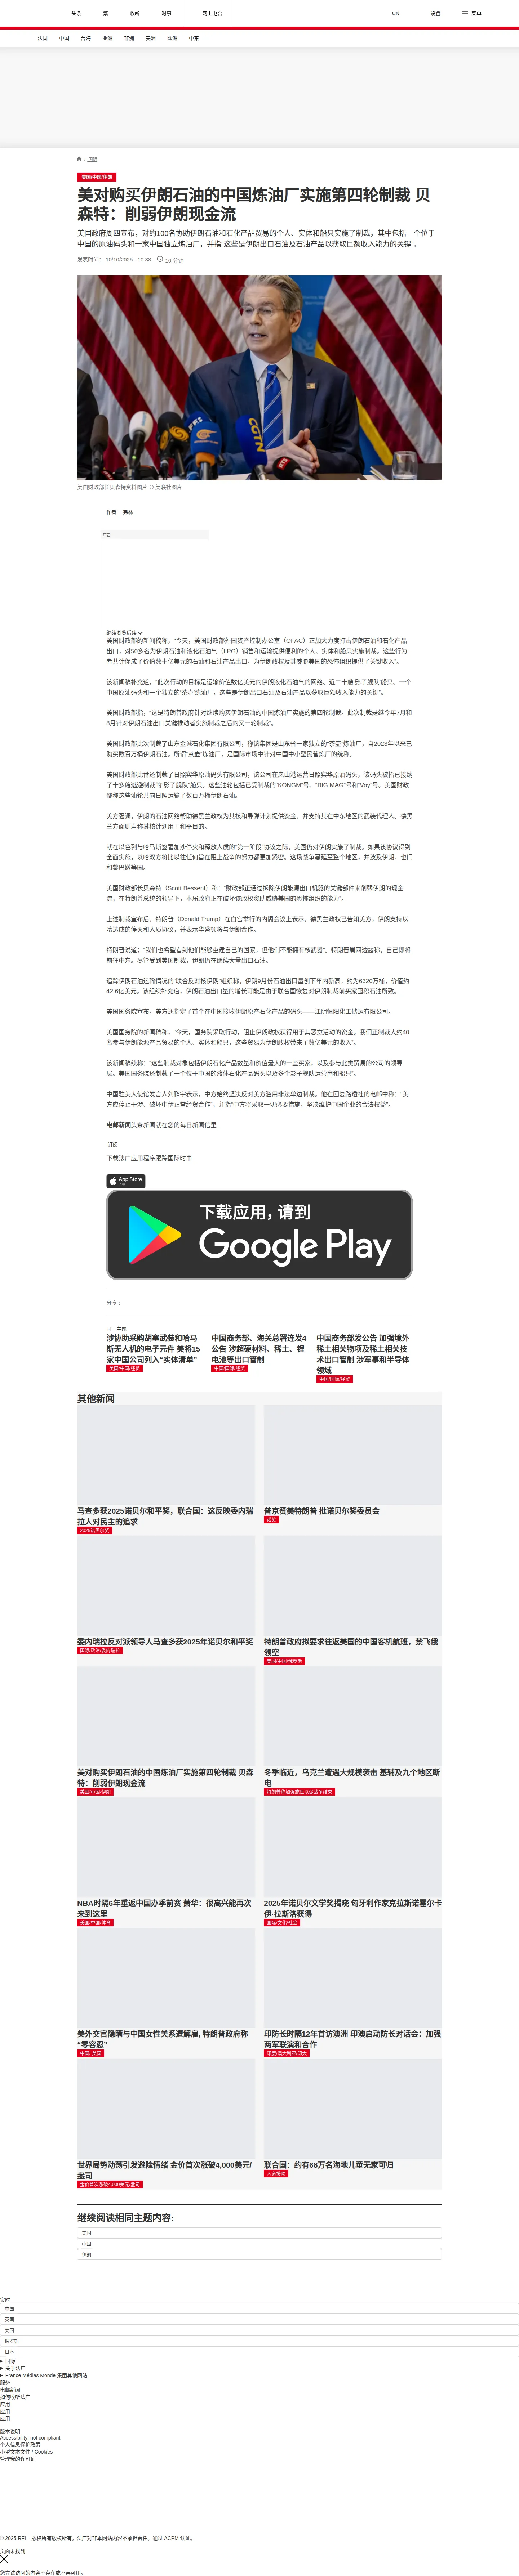 头条
繁
收听
时事
网上电台
CN
设置
菜单
法国
中国
台海
亚洲
非洲
美洲
欧洲
中东
/ 国际
美国/中国/伊朗
美对购买伊朗石油的中国炼油厂实施第四轮制裁 贝
森特：削弱伊朗现金流
美国政府周四宣布，对约100名协助伊朗石油和石化产品贸易的个人、实体和船只实施了制裁，其中包括一个位于
中国的原油码头和一家中国独立炼油厂，并指“这些是伊朗出口石油及石油产品以获取巨额收入能力的关键”。
发表时间： 10/10/2025 - 10:36
10 分钟
CGTN
RTS
美国财政部长贝森特资料图片 © 美联社图片
作者： 弗林
广告
继续浏览后续
美国财政部的新闻稿称，“今天，美国财政部外国资产控制办公室（OFAC）正加大力度打击伊朗石油和石化产品
出口，对50多名为伊朗石油和液化石油气（LPG）销售和运输提供便利的个人、实体和船只实施制裁。这些行为
者共计促成了价值数十亿美元的石油和石油产品出口，为伊朗政权及其威胁美国的恐怖组织提供了关键收入”。
该新闻稿补充道，“此次行动的目标是运输价值数亿美元的伊朗液化石油气的网络、近二十艘‘影子舰队’船只、一个
中国原油码头和一个独立的‘茶壶’炼油厂，这些是伊朗出口石油及石油产品以获取巨额收入能力的关键”。
美国财政部指，“这是特朗普政府针对继续购买伊朗石油的中国炼油厂实施的第四轮制裁。此次制裁是继今年7月和
8月针对伊朗石油出口关键推动者实施制裁之后的又一轮制裁”。
美国财政部此次制裁了山东金诚石化集团有限公司，称该集团是山东省一家独立的“茶壶”炼油厂，自2023年以来已
购买数百万桶伊朗石油。所谓“茶壶”炼油厂，是国际市场中针对中国中小型民营炼厂的统称。
美国财政部此番还制裁了日照实华原油码头有限公司，该公司在岚山港运营日照实华原油码头，该码头被指已接纳
了十多艘逃避制裁的“影子舰队”船只。这些油轮包括已受制裁的“KONGM”号、“BIG MAG”号和“Voy”号。美国财政
部称这些油轮共向日照运输了数百万桶伊朗石油。
美方强调，伊朗的石油网络帮助德黑兰政权为其核和导弹计划提供资金，并支持其在中东地区的武装代理人。德黑
兰方面则声称其核计划用于和平目的。
就在以色列与哈马斯签署加沙停火和释放人质的“第一阶段”协议之际，美国仍对伊朗实施了制裁。如果该协议得到
全面实施，以哈双方将比以往任何旨在阻止战争的努力都更加紧密。这场战争蔓延至整个地区，并波及伊朗、也门
和黎巴嫩等国。
美国财政部长贝森特（Scott Bessent）称：“财政部正通过拆除伊朗能源出口机器的关键部件来削弱伊朗的现金
流。在特朗普总统的领导下，本届政府正在破坏该政权资助威胁美国的恐怖组织的能力”。
上述制裁宣布后，特朗普（Donald Trump）在白宫举行的内阁会议上表示，德黑兰政权已告知美方，伊朗支持以
哈达成的停火和人质协议，并表示华盛顿将与伊朗合作。
特朗普说道：“我们也希望看到他们能够重建自己的国家，但他们不能拥有核武器”。特朗普周四透露称，自己即将
前往中东。尽管受到美国制裁，伊朗仍在继续大量出口石油。
追踪伊朗石油运输情况的“联合反对核伊朗”组织称，伊朗9月份石油出口量创下年内新高，约为6320万桶，价值约
42.6亿美元。该组织补充道，伊朗石油出口量的增长可能是由于联合国恢复对伊朗制裁前买家囤积石油所致。
美国国务院宣布，美方还指定了首个在中国接收伊朗原产石化产品的码头——江阴恒阳化工储运有限公司。
美国国务院的新闻稿称，“今天，国务院采取行动，阻止伊朗政权获得用于其恶意活动的资金。我们正制裁大约40
名参与伊朗能源产品贸易的个人、实体和船只，这些贸易为伊朗政权带来了数亿美元的收入”。
该新闻稿续称：“这些制裁对象包括伊朗石化产品数量和价值最大的一些买家，以及参与此类贸易的公司的领导
层。美国国务院还制裁了一个位于中国的液体石化产品码头以及多个影子舰队运营商和船只”。
中国驻美大使馆发言人刘鹏宇表示，中方始终坚决反对美方滥用非法单边制裁。他在回复路透社的电邮中称：“美
方应停止干涉、破坏中伊正常经贸合作”，并指“中方将采取一切必要措施，坚决维护中国企业的合法权益”。
电邮新闻头条新闻就在您的每日新闻信里
订阅
下载法广应用程序跟踪国际时事
App Store
下载应用, 请到
Google Play
分享 :
同一主题
涉协助采购胡塞武装和哈马
斯无人机的电子元件 美将15
家中国公司列入“实体清单”
美国/中国/经贸
中国商务部、海关总署连发4
公告 涉超硬材料、稀土、锂
电池等出口管制
中国/国际/经贸
中国商务部发公告 加强境外
稀土相关物项及稀土相关技
术出口管制 涉军事和半导体
领域
中国/国际/经贸
其他新闻
马查多获2025诺贝尔和平奖，联合国：这反映委内瑞
拉人对民主的追求
2025诺贝尔奖
普京赞美特朗普 批诺贝尔奖委员会
诺奖
委内瑞拉反对派领导人马查多获2025年诺贝尔和平奖
国际/政治/委内瑞拉
特朗普政府拟要求往返美国的中国客机航班，禁飞俄
领空
美国/中国/俄罗斯
美对购买伊朗石油的中国炼油厂实施第四轮制裁 贝森
特：削弱伊朗现金流
美国/中国/伊朗
冬季临近，乌克兰遭遇大规模袭击 基辅及九个地区断
电
特朗普称加强施压以促战争结束
NBA时隔6年重返中国办季前赛 萧华：很高兴能再次
来到这里
美国/中国/体育
2025年诺贝尔文学奖揭晓 匈牙利作家克拉斯诺霍尔卡
伊·拉斯洛获得
国际/文化/社会
美外交官隐瞒与中国女性关系遭解雇, 特朗普政府称
“零容忍”
中国/ 美国
印防长时隔12年首访澳洲 印澳启动防长对话会：加强
两军联演和合作
印度/澳大利亚/印太
世界局势动荡引发避险情绪 金价首次涨破4,000美元/
盎司
金价首次涨破4,000美元/盎司
联合国：约有68万名海地儿童无家可归
人道援助
继续阅读相同主题内容:
美国
中国
伊朗
实时
中国
英国
美国
俄罗斯
日本
国际
关于法广
France Médias Monde 集团其他网站
服务
电邮新闻
如何收听法广
应用
应用
应用
版本说明
Accessibility: not compliant
个人信息保护政策
小型文本文件 / Cookies
管理我的许可证
© 2025 RFI – 版权所有版权所有。法广对非本网站内容不承担责任。通过 ACPM 认证。
页面未找到
您尝试访问的内容不存在或不再可用。